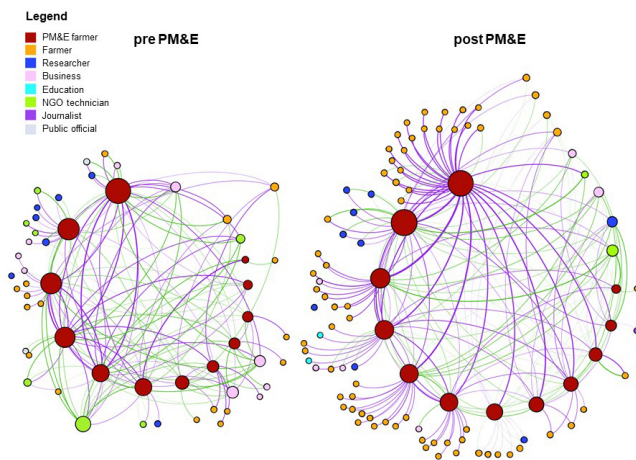 Legend
pre PM&E
post PM&E
PM&E farmer
Farmer
Researcher
Business
Education
NGO technician
Journalist
Public official